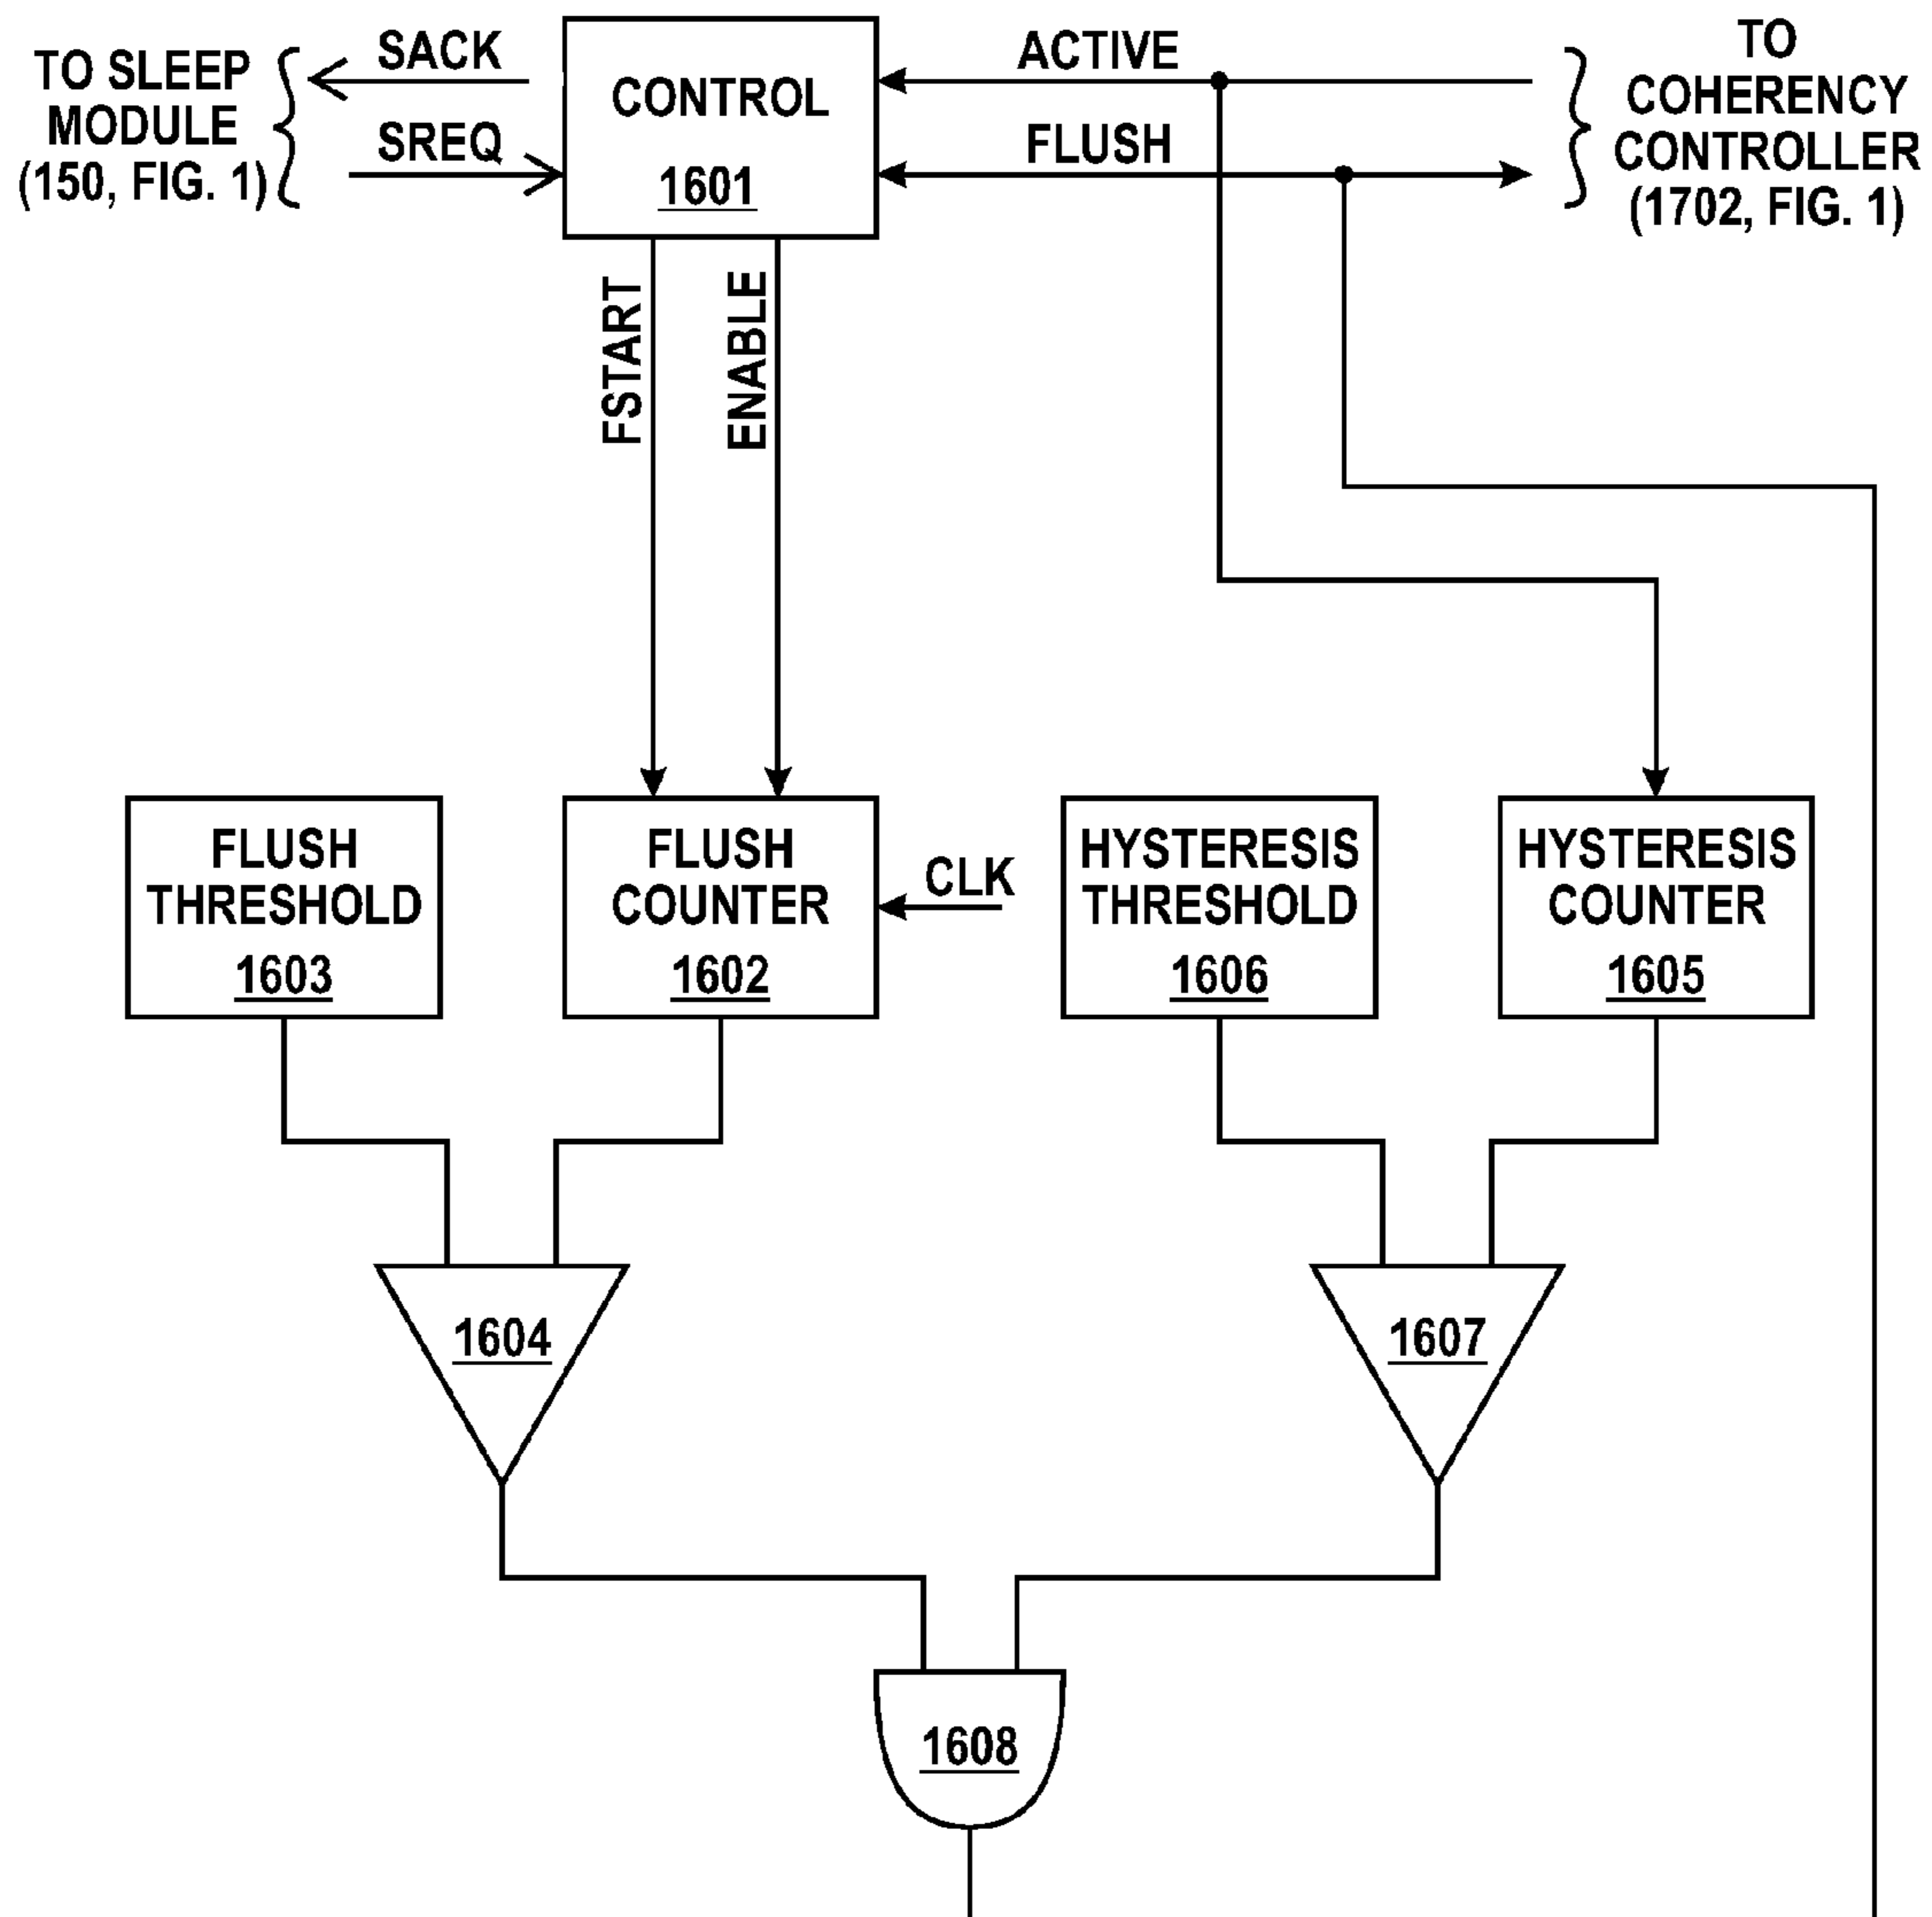 TO SLEEP
MODULE
(150, FIG. 1)
SACK
SREQ
CONTROL
1601
ACTIVE
FLUSH
TO
COHERENCY
CONTROLLER
(1702, FIG. 1)
FSTART
ENABLE
FLUSH
THRESHOLD
1603
FLUSH
COUNTER
1602
CLK
HYSTERESIS
THRESHOLD
1606
HYSTERESIS
COUNTER
1605
1604
1607
1608